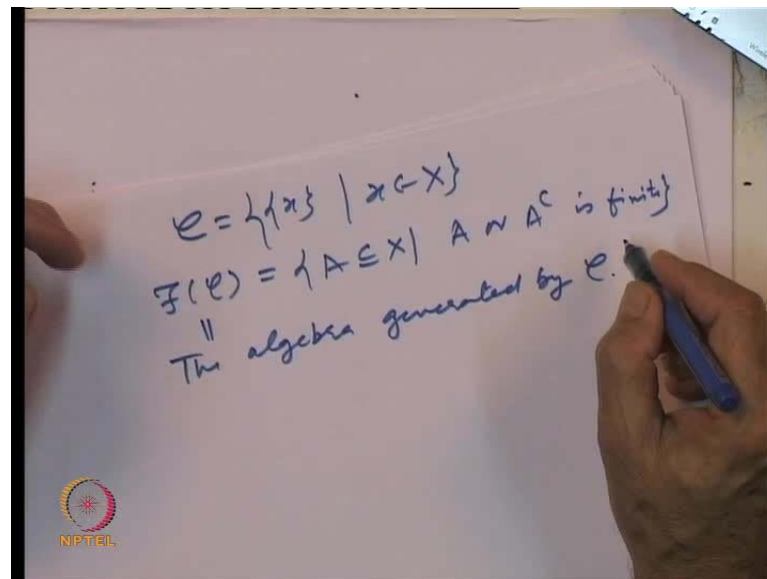 𝒞 = {{x} | x ∈ X}
ℱ(𝒞) = {A ⊆ X | A or Aᶜ is finite}
||
The algebra generated by 𝒞.
NPTEL